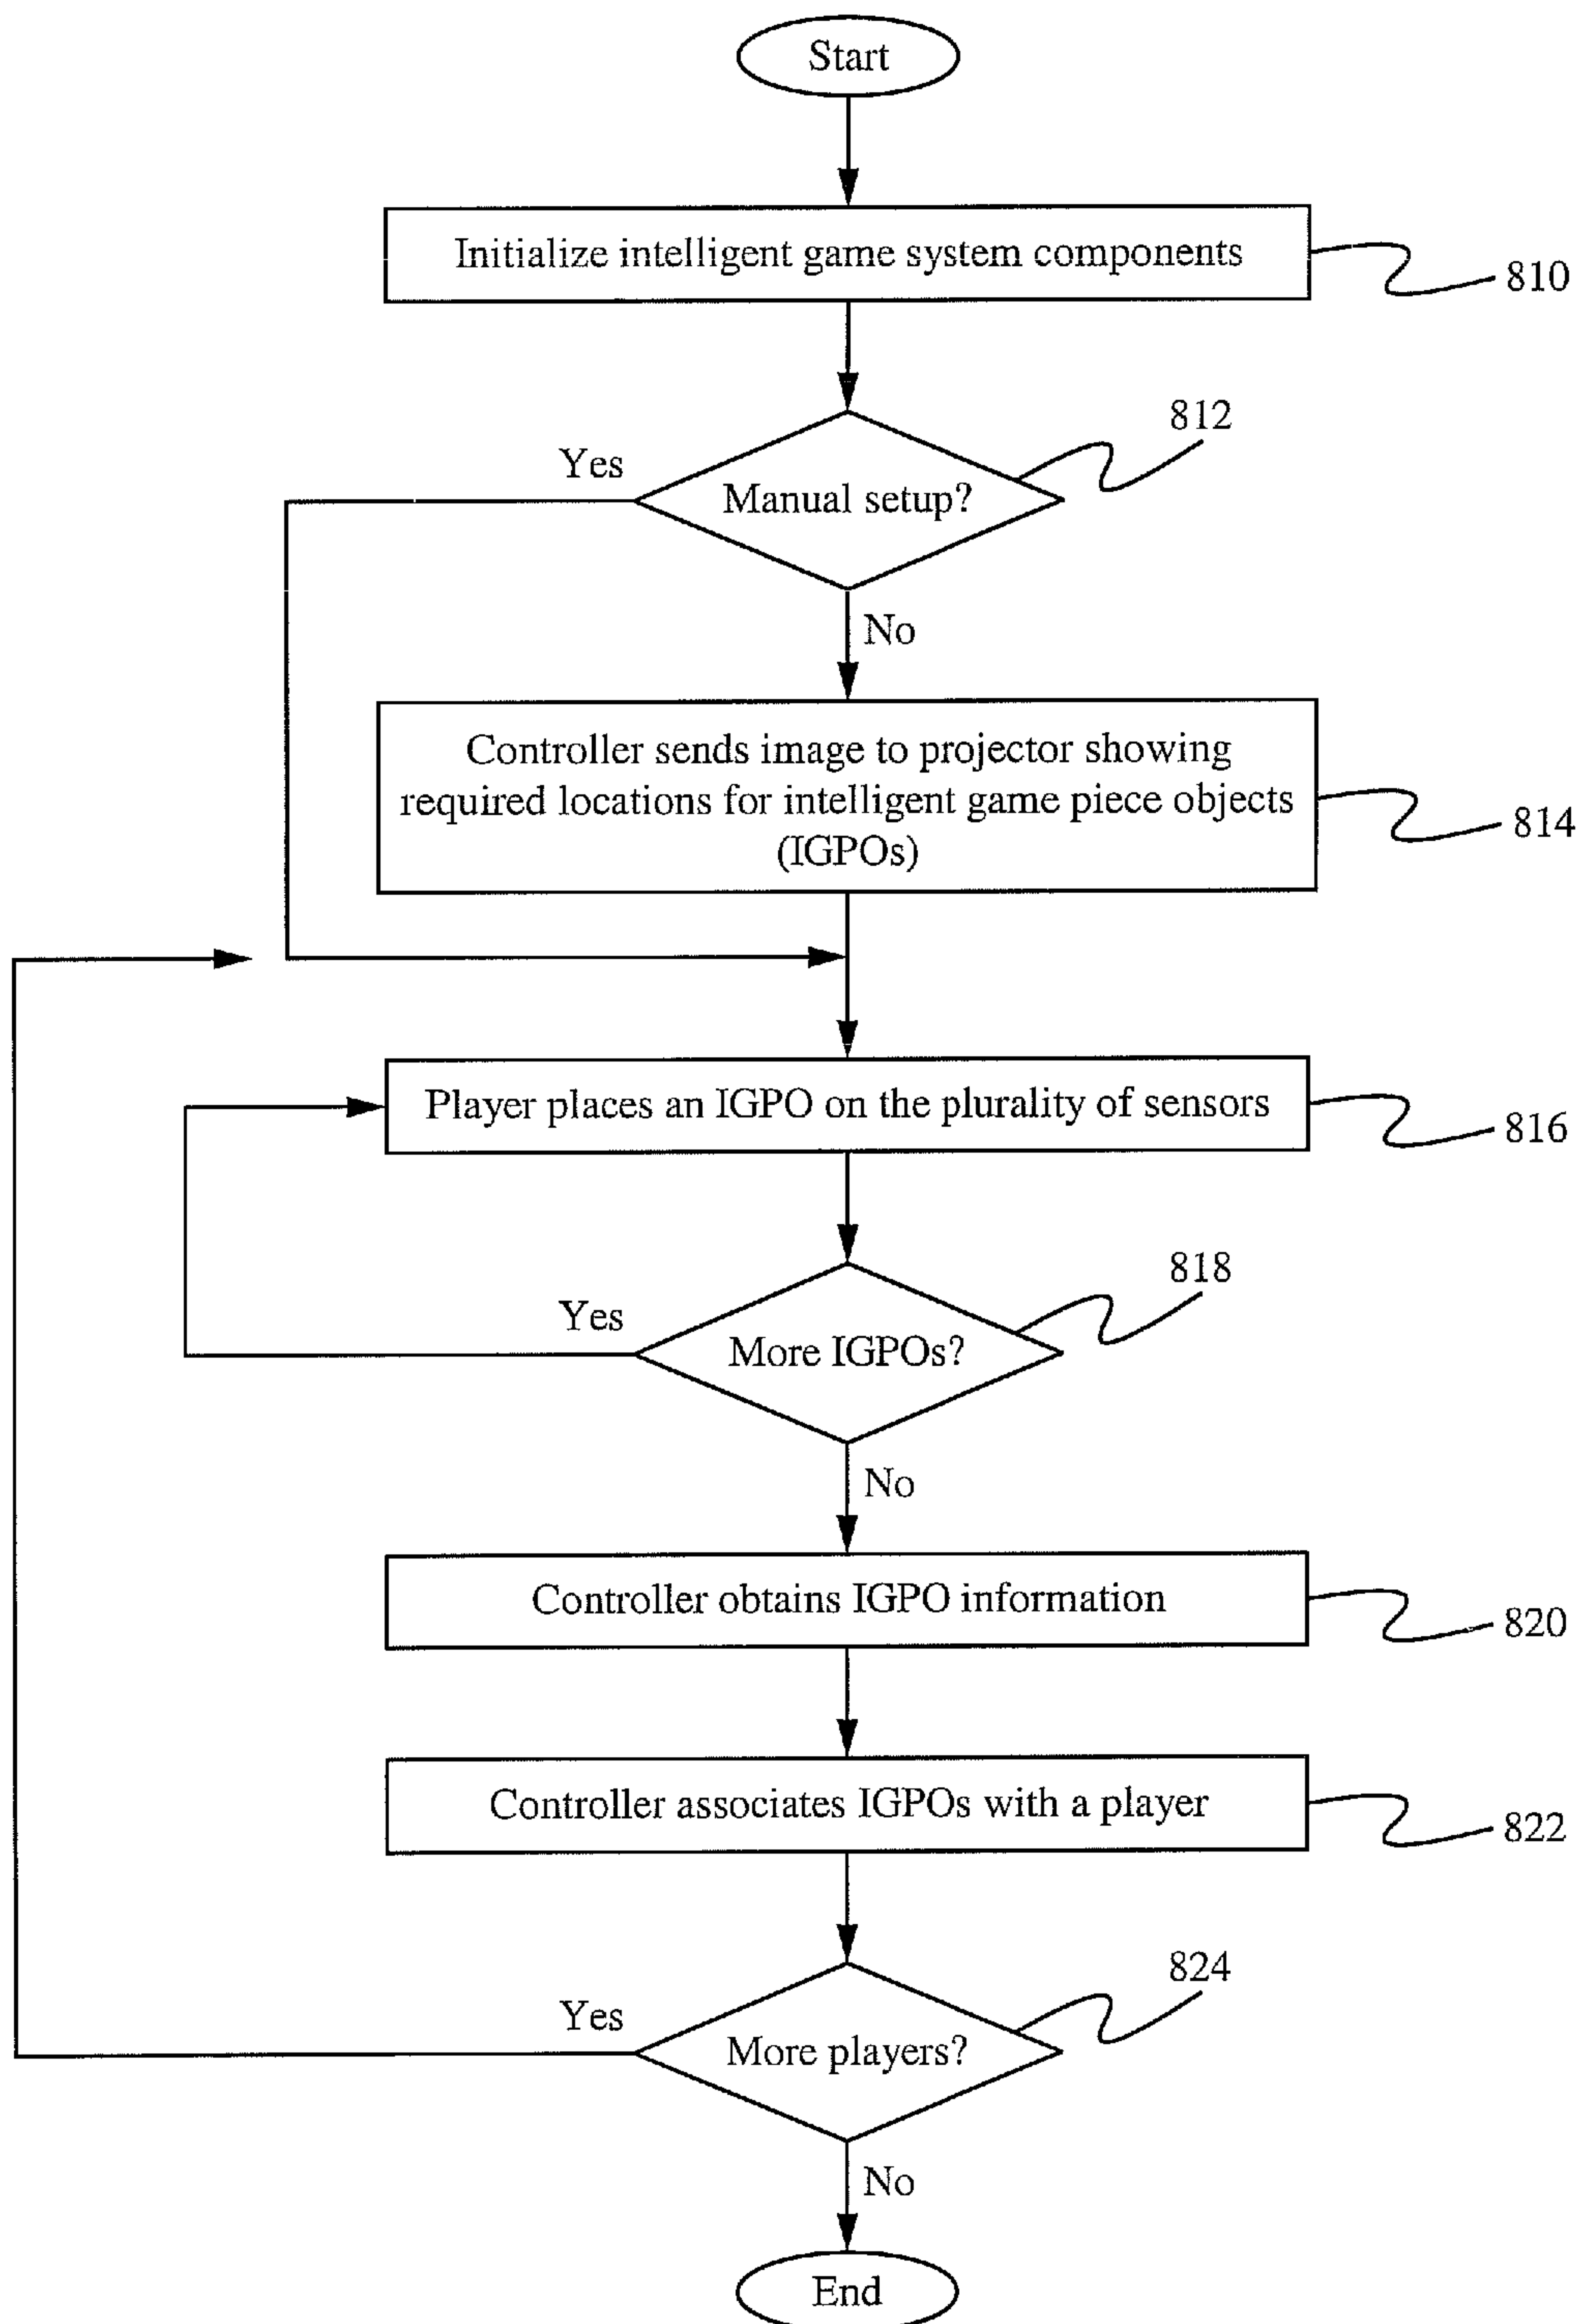 Start
Initialize intelligent game system components
810
812
Yes
Manual setup?
No
Controller sends image to projector showing
required locations for intelligent game piece objects
(IGPOs)
814
Player places an IGPO on the plurality of sensors
816
818
Yes
More IGPOs?
No
Controller obtains IGPO information
820
Controller associates IGPOs with a player
822
824
Yes
More players?
No
End